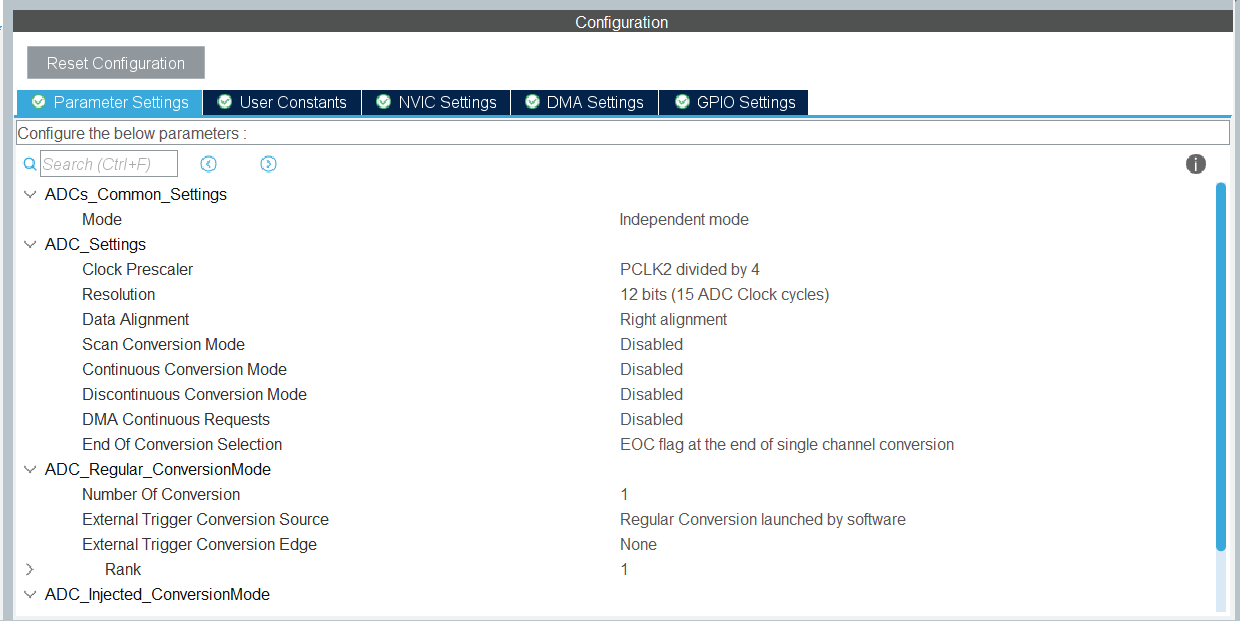 Configuration
Reset Configuration
Parameter Settings User Constants NVIC Settings DMA Settings GPIO Settings
Configure the below parameters :
Search (Ctrl+F)
ADCs_Common_Settings
Mode Independent mode
ADC_Settings
Clock Prescaler PCLK2 divided by 4
Resolution 12 bits (15 ADC Clock cycles)
Data Alignment Right alignment
Scan Conversion Mode Disabled
Continuous Conversion Mode Disabled
Discontinuous Conversion Mode Disabled
DMA Continuous Requests Disabled
End Of Conversion Selection EOC flag at the end of single channel conversion
ADC_Regular_ConversionMode
Number Of Conversion 1
External Trigger Conversion Source Regular Conversion launched by software
External Trigger Conversion Edge None
Rank 1
ADC_Injected_ConversionMode